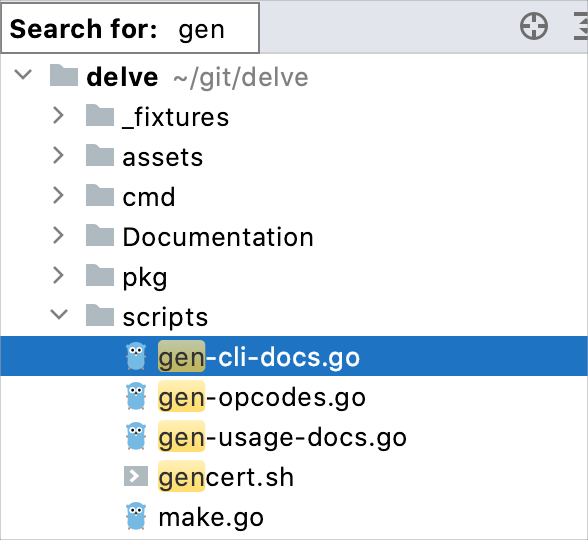 Search for: gen
delve ~/git/delve
_fixtures
assets
cmd
Documentation
pkg
scripts
gen-cli-docs.go
gen-opcodes.go
gen-usage-docs.go
gencert.sh
make.go